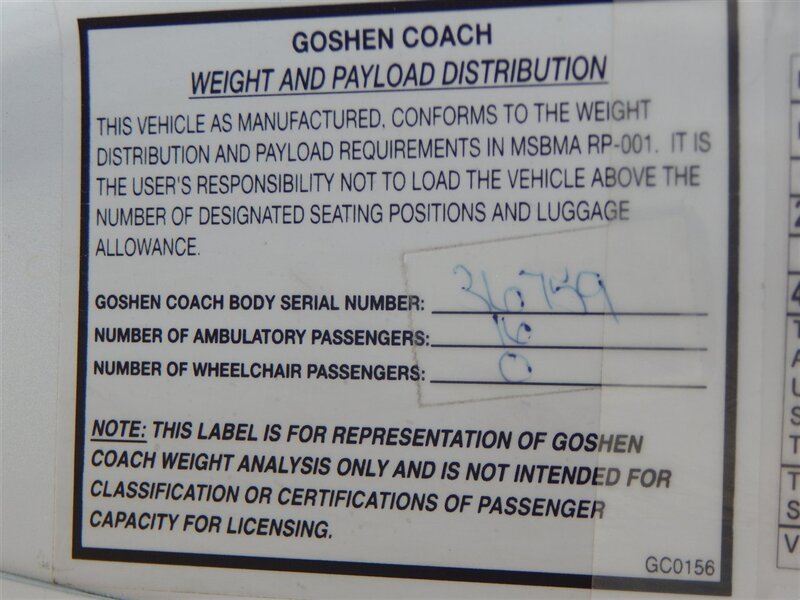 GOSHEN COACH
WEIGHT AND PAYLOAD DISTRIBUTION
THIS VEHICLE AS MANUFACTURED, CONFORMS TO THE WEIGHT
DISTRIBUTION AND PAYLOAD REQUIREMENTS IN MSBMA RP-001. IT IS
THE USER'S RESPONSIBILITY NOT TO LOAD THE VEHICLE ABOVE THE
NUMBER OF DESIGNATED SEATING POSITIONS AND LUGGAGE
ALLOWANCE.
GOSHEN COACH BODY SERIAL NUMBER: 36759
NUMBER OF AMBULATORY PASSENGERS: 16
NUMBER OF WHEELCHAIR PASSENGERS: 0
NOTE: THIS LABEL IS FOR REPRESENTATION OF GOSHEN
COACH WEIGHT ANALYSIS ONLY AND IS NOT INTENDED FOR
CLASSIFICATION OR CERTIFICATIONS OF PASSENGER
CAPACITY FOR LICENSING.
GC0156